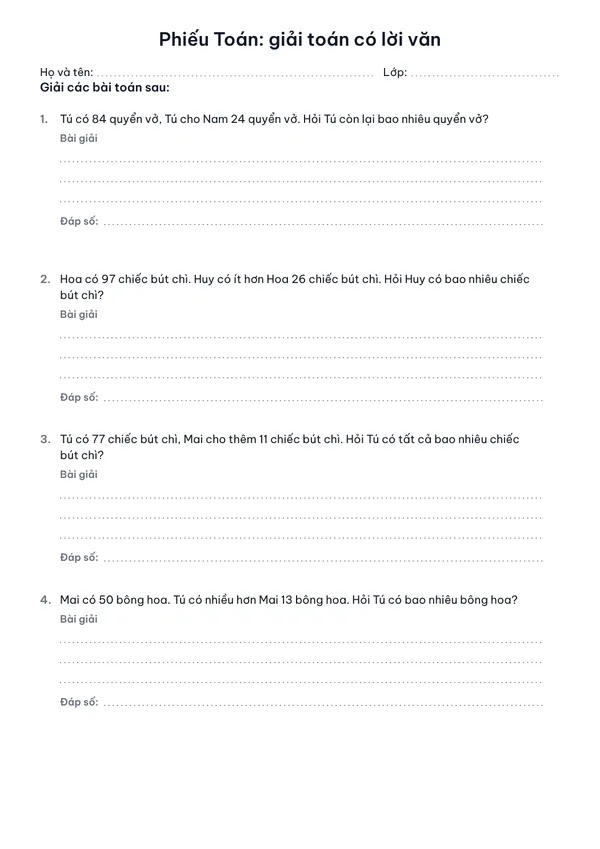 Phiếu Toán: giải toán có lời văn
Họ và tên: Lớp:
Giải các bài toán sau:
1. Tú có 84 quyển vở, Tú cho Nam 24 quyển vở. Hỏi Tú còn lại bao nhiêu quyển vở?
Bài giải
Đáp số:
2. Hoa có 97 chiếc bút chì. Huy có ít hơn Hoa 26 chiếc bút chì. Hỏi Huy có bao nhiêu chiếc
bút chì?
Bài giải
Đáp số:
3. Tú có 77 chiếc bút chì, Mai cho thêm 11 chiếc bút chì. Hỏi Tú có tất cả bao nhiêu chiếc
bút chì?
Bài giải
Đáp số:
4. Mai có 50 bông hoa. Tú có nhiều hơn Mai 13 bông hoa. Hỏi Tú có bao nhiêu bông hoa?
Bài giải
Đáp số: